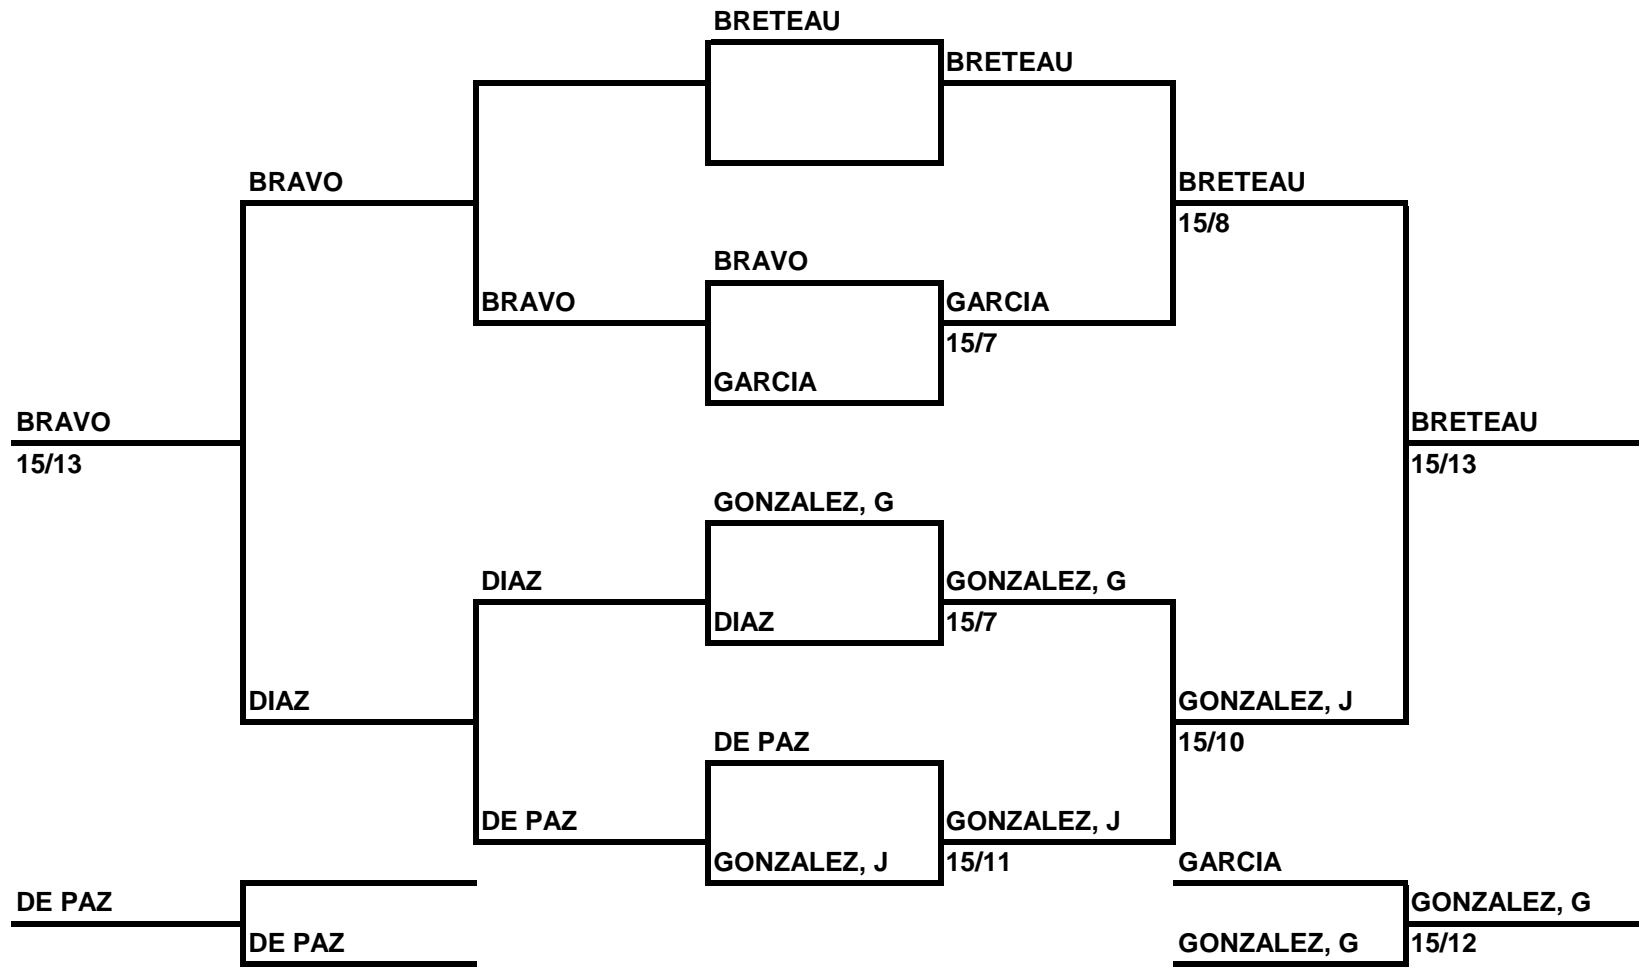 BRETEAU
BRETEAU
BRAVO
BRETEAU
15/8
BRAVO
BRAVO
GARCIA
15/7
GARCIA
BRAVO
BRETEAU
15/13
15/13
GONZALEZ, G
DIAZ
GONZALEZ, G
DIAZ
15/7
DIAZ
GONZALEZ, J
DE PAZ
15/10
DE PAZ
GONZALEZ, J
GONZALEZ, J
15/11
GARCIA
DE PAZ
GONZALEZ, G
DE PAZ
GONZALEZ, G
15/12